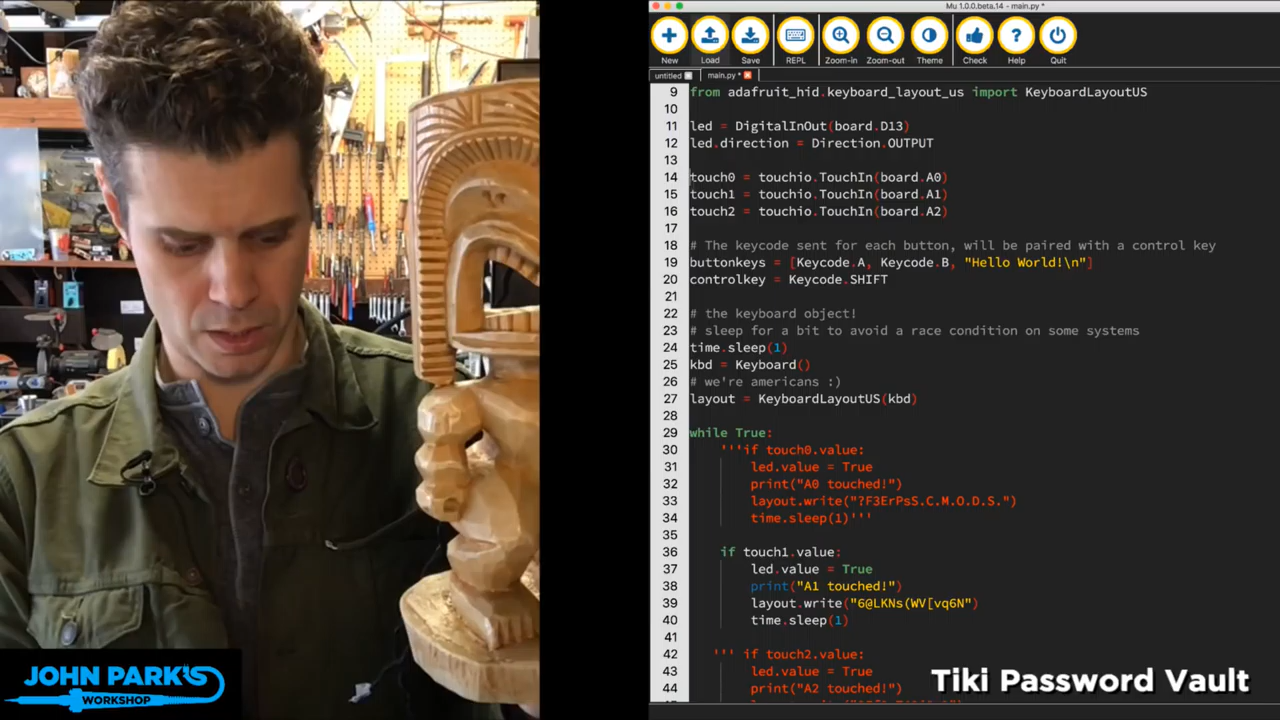 Mu 1.0.0.beta.14 - main.py *
New Load Save REPL Zoom-in Zoom-out Theme Check Help Quit
untitled main.py *
9 from adafruit_hid.keyboard_layout_us import KeyboardLayoutUS
10
11 led = DigitalInOut(board.D13)
12 led.direction = Direction.OUTPUT
13
14 touch0 = touchio.TouchIn(board.A0)
15 touch1 = touchio.TouchIn(board.A1)
16 touch2 = touchio.TouchIn(board.A2)
17
18 # The keycode sent for each button, will be paired with a control key
19 buttonkeys = [Keycode.A, Keycode.B, "Hello World!\n"]
20 controlkey = Keycode.SHIFT
21
22 # the keyboard object!
23 # sleep for a bit to avoid a race condition on some systems
24 time.sleep(1)
25 kbd = Keyboard()
26 # we're americans :)
27 layout = KeyboardLayoutUS(kbd)
28
29 while True:
30 '''if touch0.value:
31 led.value = True
32 print("A0 touched!")
33 layout.write("?F3ErPsS.C.M.O.D.S.")
34 time.sleep(1)'''
35
36 if touch1.value:
37 led.value = True
38 print("A1 touched!")
39 layout.write("6@LKNs(WV[vq6N")
40 time.sleep(1)
41
42 ''' if touch2.value:
43 led.value = True
44 print("A2 touched!")
JOHN PARK'S
WORKSHOP
Tiki Password Vault